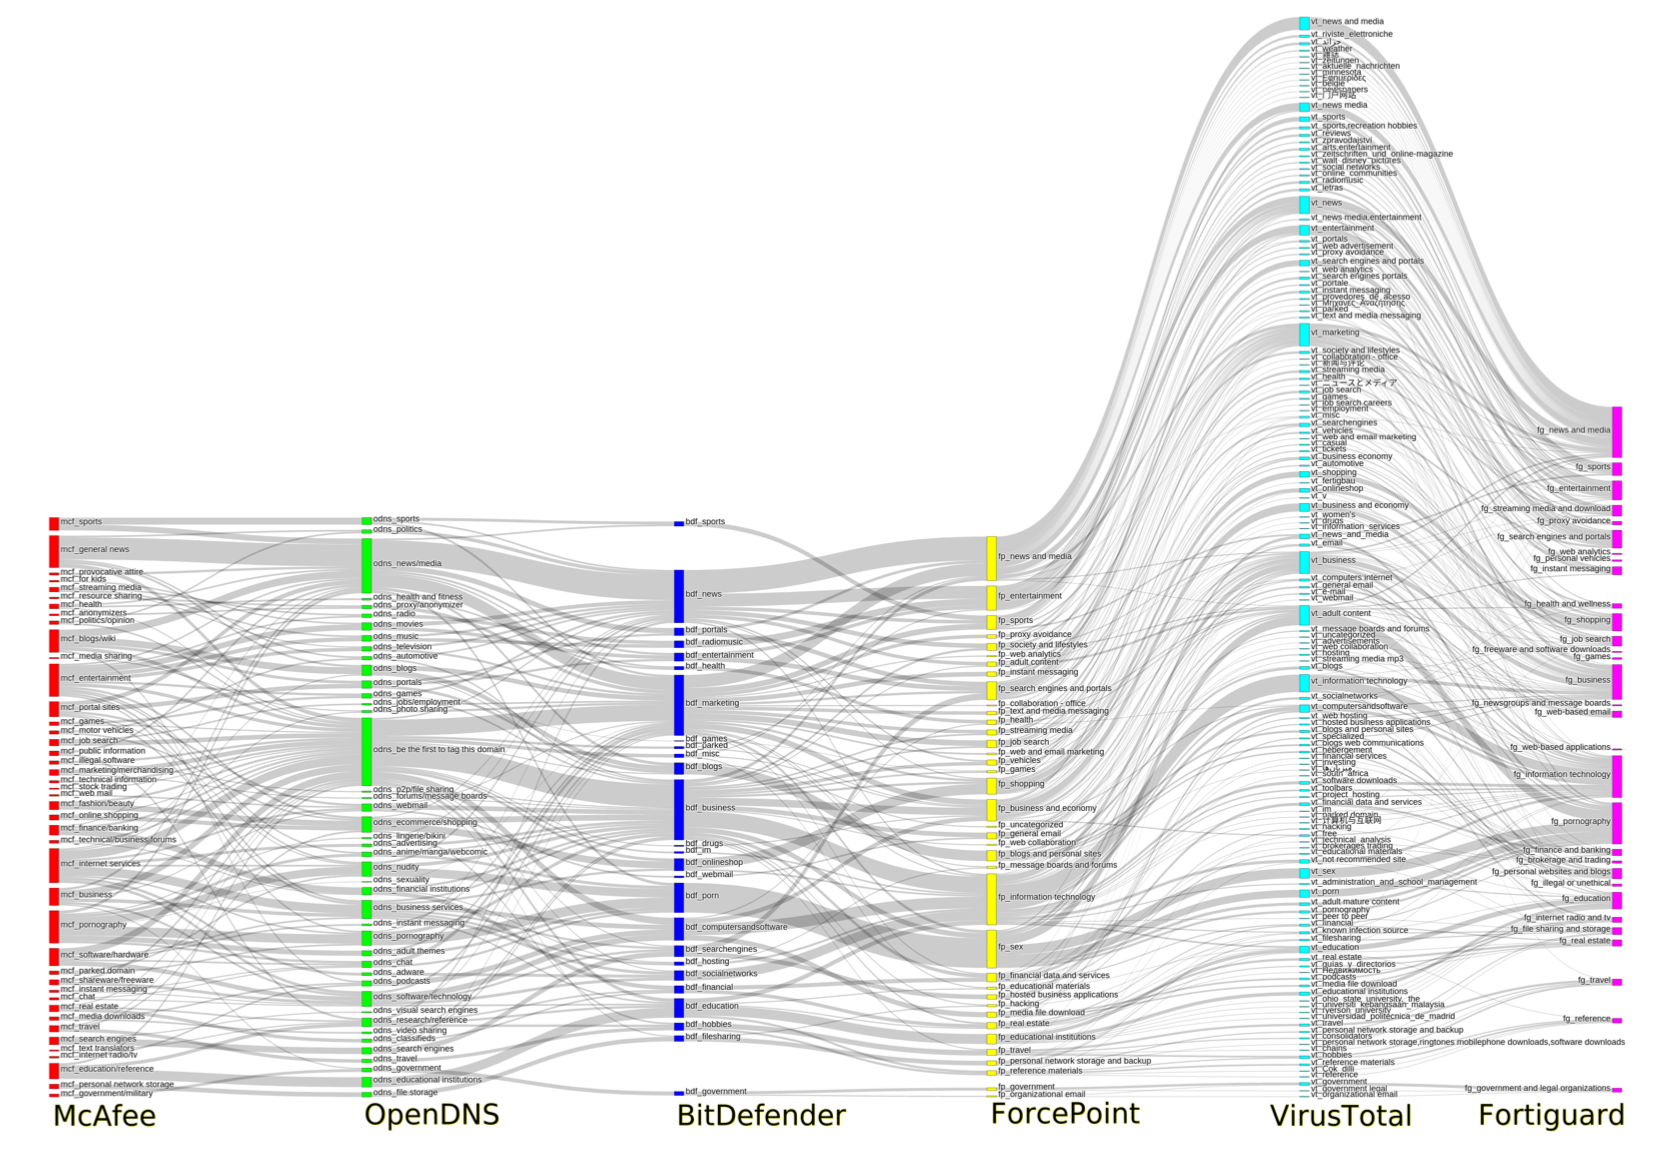 mcf_sports
mcf_general news
mcf_provocative attire
mcf_for kids
mcf_streaming media
mcf_resource sharing
mcf_health
mcf_anonymizers
mcf_politics/opinion
mcf_blogs/wiki
mcf_media sharing
mcf_entertainment
mcf_portal sites
mcf_games
mcf_motor vehicles
mcf_job search
mcf_public information
mcf_illegal software
mcf_marketing/merchandising
mcf_technical information
mcf_stock trading
mcf_web mail
mcf_fashion/beauty
mcf_online shopping
mcf_finance/banking
mcf_technical/business forums
mcf_internet services
mcf_business
mcf_pornography
mcf_software/hardware
mcf_parked domain
mcf_shareware/freeware
mcf_instant messaging
mcf_chat
mcf_real estate
mcf_media downloads
mcf_travel
mcf_search engines
mcf_text translators
mcf_internet radio/tv
mcf_education/reference
mcf_personal network storage
mcf_government/military
McAfee
odns_sports
odns_politics
odns_news/media
odns_health and fitness
odns_proxy/anonymizer
odns_radio
odns_movies
odns_music
odns_television
odns_automotive
odns_blogs
odns_portals
odns_games
odns_jobs/employment
odns_photo sharing
odns_be the first to tag this domain
odns_p2p/file sharing
odns_forums/message boards
odns_webmail
odns_ecommerce/shopping
odns_lingerie/bikini
odns_advertising
odns_anime/manga/webcomic
odns_nudity
odns_sexuality
odns_financial institutions
odns_business services
odns_instant messaging
odns_pornography
odns_adult themes
odns_chat
odns_adware
odns_podcasts
odns_software/technology
odns_visual search engines
odns_research/reference
odns_video sharing
odns_classifieds
odns_search engines
odns_travel
odns_government
odns_educational institutions
odns_file storage
OpenDNS
bdf_sports
bdf_news
bdf_portals
bdf_radiomusic
bdf_entertainment
bdf_health
bdf_marketing
bdf_games
bdf_parked
bdf_misc
bdf_blogs
bdf_business
bdf_drugs
bdf_im
bdf_onlineshop
bdf_webmail
bdf_porn
bdf_computersandsoftware
bdf_searchengines
bdf_hosting
bdf_socialnetworks
bdf_financial
bdf_education
bdf_hobbies
bdf_filesharing
bdf_government
BitDefender
fp_news and media
fp_entertainment
fp_sports
fp_proxy avoidance
fp_society and lifestyles
fp_web analytics
fp_adult content
fp_instant messaging
fp_search engines and portals
fp_collaboration - office
fp_text and media messaging
fp_health
fp_streaming media
fp_job search
fp_web and email marketing
fp_vehicles
fp_games
fp_shopping
fp_business and economy
fp_uncategorized
fp_general email
fp_web collaboration
fp_blogs and personal sites
fp_message boards and forums
fp_information technology
fp_sex
fp_financial data and services
fp_educational materials
fp_hosted business applications
fp_hacking
fp_media file download
fp_real estate
fp_educational institutions
fp_travel
fp_personal network storage and backup
fp_reference materials
fp_government
fp_organizational email
ForcePoint
vt_news and media
vt_riviste_elettroniche
vt_weather
vt_zeitungen
vt_aktuelle_nachrichten
vt_minnesota
vt_belgie
vt_newspapers
vt_门户网站
vt_news media
vt_sports
vt_sports,recreation hobbies
vt_reviews
vt_zpravodajstvi
vt_arts,entertainment
vt_zeitschriften_und_online-magazine
vt_walt_disney_pictures
vt_social networks
vt_online_communities
vt_radiomusic
vt_letras
vt_news
vt_news media,entertainment
vt_entertainment
vt_portals
vt_web advertisement
vt_proxy avoidance
vt_search engines and portals
vt_web analytics
vt_search engines portals
vt_portale
vt_instant messaging
vt_provedores_de_acesso
vt_Μηχανές_Αναζήτησης
vt_parked
vt_text and media messaging
vt_marketing
vt_society and lifestyles
vt_collaboration - office
vt_新闻与评论
vt_streaming media
vt_health
vt_ニュースとメディア
vt_job search
vt_games
vt_job search careers
vt_employment
vt_misc
vt_searchengines
vt_vehicles
vt_web and email marketing
vt_casual
vt_tickets
vt_business economy
vt_automotive
vt_shopping
vt_fertigbau
vt_onlineshop
vt_v
vt_business and economy
vt_women's
vt_drugs
vt_information_services
vt_news_and_media
vt_email
vt_business
vt_computers internet
vt_general email
vt_e-mail
vt_webmail
vt_adult content
vt_message boards and forums
vt_uncategorized
vt_advertisements
vt_web collaboration
vt_hosting
vt_streaming media mp3
vt_blogs
vt_information technology
vt_socialnetworks
vt_computersandsoftware
vt_web hosting
vt_hosted business applications
vt_blogs and personal sites
vt_specialized
vt_blogs web communications
vt_hebergement
vt_financial services
vt_investing
vt_south_africa
vt_software downloads
vt_toolbars
vt_project_hosting
vt_financial data and services
vt_im
vt_parked domain
vt_计算机与互联网
vt_hacking
vt_free
vt_technical_analysis
vt_brokerages trading
vt_educational materials
vt_not recommended site
vt_sex
vt_administration_and_school_management
vt_porn
vt_adult mature content
vt_pornography
vt_peer to peer
vt_financial
vt_known infection source
vt_filesharing
vt_education
vt_real estate
vt_guias_y_directorios
vt_Недвижимость
vt_podcasts
vt_media file download
vt_educational institutions
vt_ohio_state_university,_the
vt_universiti_kebangsaan_malaysia
vt_ryerson_university
vt_universidad_politecnica_de_madrid
vt_travel
vt_personal network storage and backup
vt_consolidators
vt_personal network storage,ringtones mobilephone downloads,software downloads
vt_chains
vt_hobbies
vt_reference materials
vt_Çok_dilli
vt_reference
vt_government
vt_government legal
vt_organizational email
VirusTotal
fg_news and media
fg_sports
fg_entertainment
fg_streaming media and download
fg_proxy avoidance
fg_search engines and portals
fg_web analytics
fg_personal vehicles
fg_instant messaging
fg_health and wellness
fg_shopping
fg_job search
fg_freeware and software downloads
fg_games
fg_business
fg_newsgroups and message boards
fg_web-based email
fg_web-based applications
fg_information technology
fg_pornography
fg_finance and banking
fg_brokerage and trading
fg_personal websites and blogs
fg_illegal or unethical
fg_education
fg_internet radio and tv
fg_file sharing and storage
fg_real estate
fg_travel
fg_reference
fg_government and legal organizations
Fortiguard